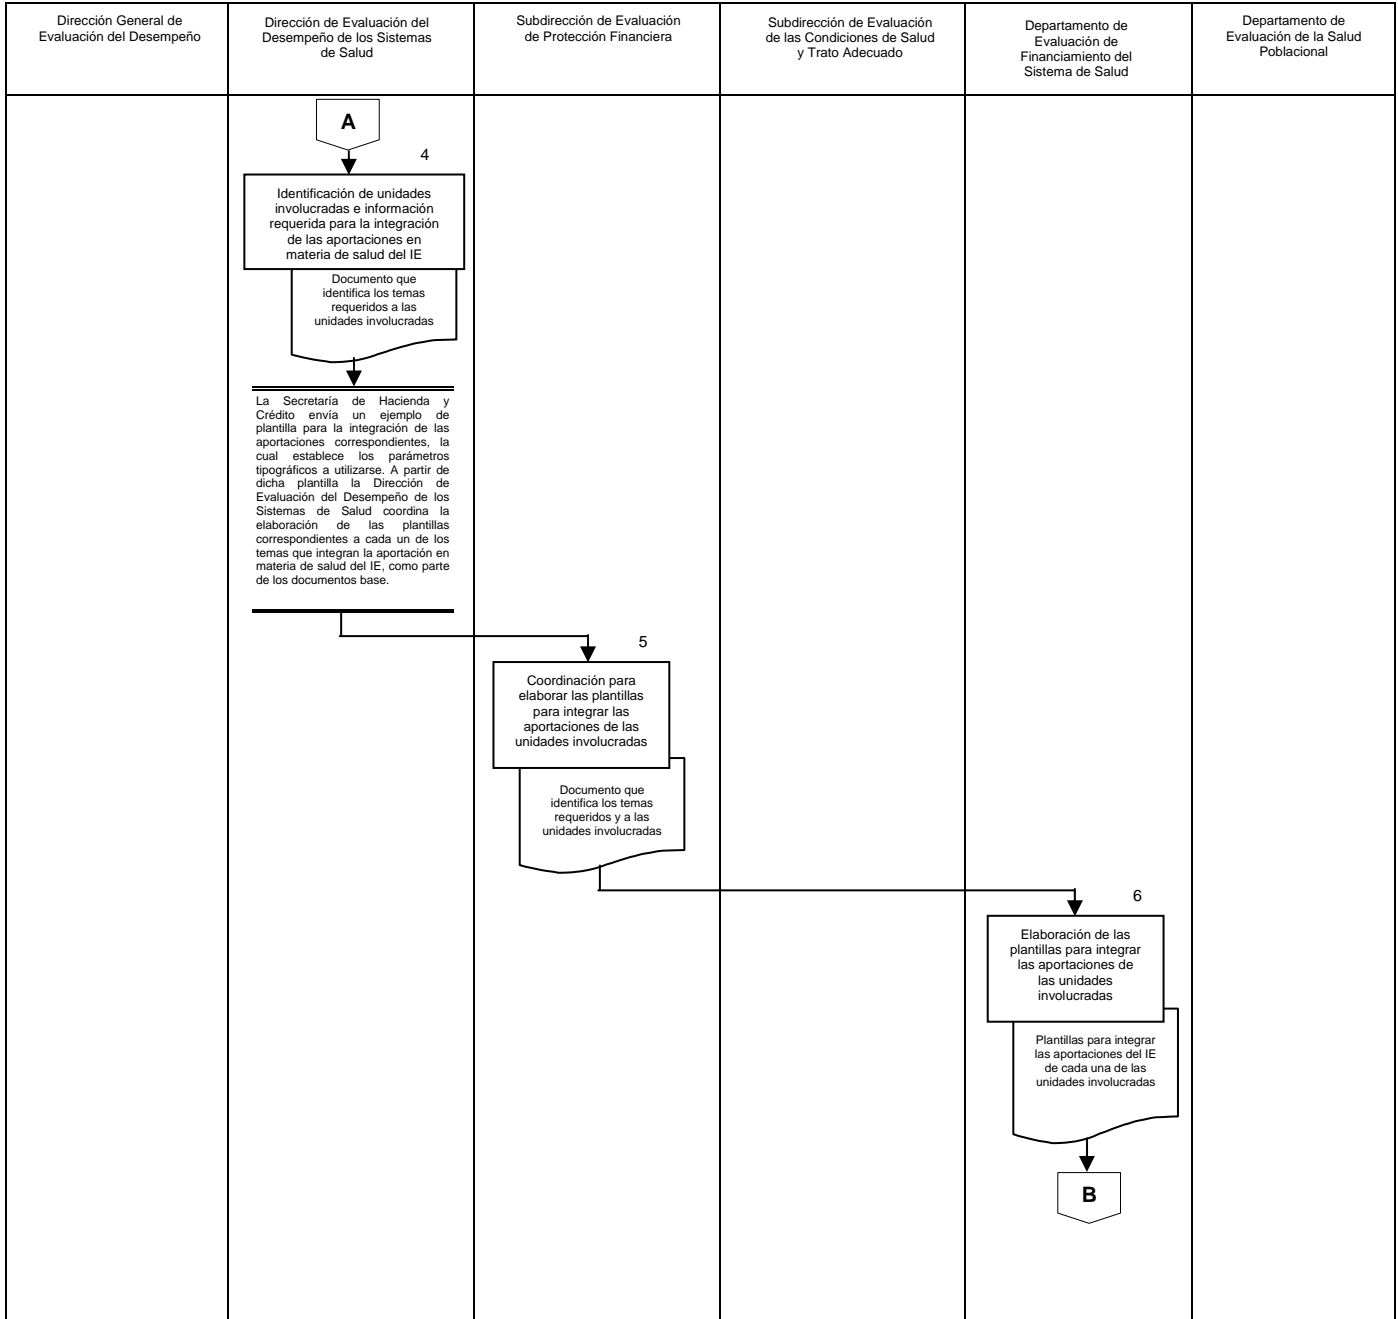 Dirección General de
Evaluación del Desempeño
Dirección de Evaluación del
Desempeño de los Sistemas
de Salud
Subdirección de Evaluación
de Protección Financiera
Subdirección de Evaluación
de las Condiciones de Salud
y Trato Adecuado
Departamento de
Evaluación de
Financiamiento del
Sistema de Salud
Departamento de
Evaluación de la Salud
Poblacional
A
4
Identificación de unidades
involucradas e información
requerida para la integración
de las aportaciones en
materia de salud del IE
Documento que
identifica los temas
requeridos a las
unidades involucradas
La Secretaría de Hacienda y
Crédito envía un ejemplo de
plantilla para la integración de las
aportaciones correspondientes, la
cual establece los parámetros
tipográficos a utilizarse. A partir de
dicha plantilla la Dirección de
Evaluación del Desempeño de los
Sistemas de Salud coordina la
elaboración de las plantillas
correspondientes a cada un de los
temas que integran la aportación en
materia de salud del IE, como parte
de los documentos base.
5
Coordinación para
elaborar las plantillas
para integrar las
aportaciones de las
unidades involucradas
Documento que
identifica los temas
requeridos y a las
unidades involucradas
6
Elaboración de las
plantillas para integrar
las aportaciones de
las unidades
involucradas
Plantillas para integrar
las aportaciones del IE
de cada una de las
unidades involucradas
B